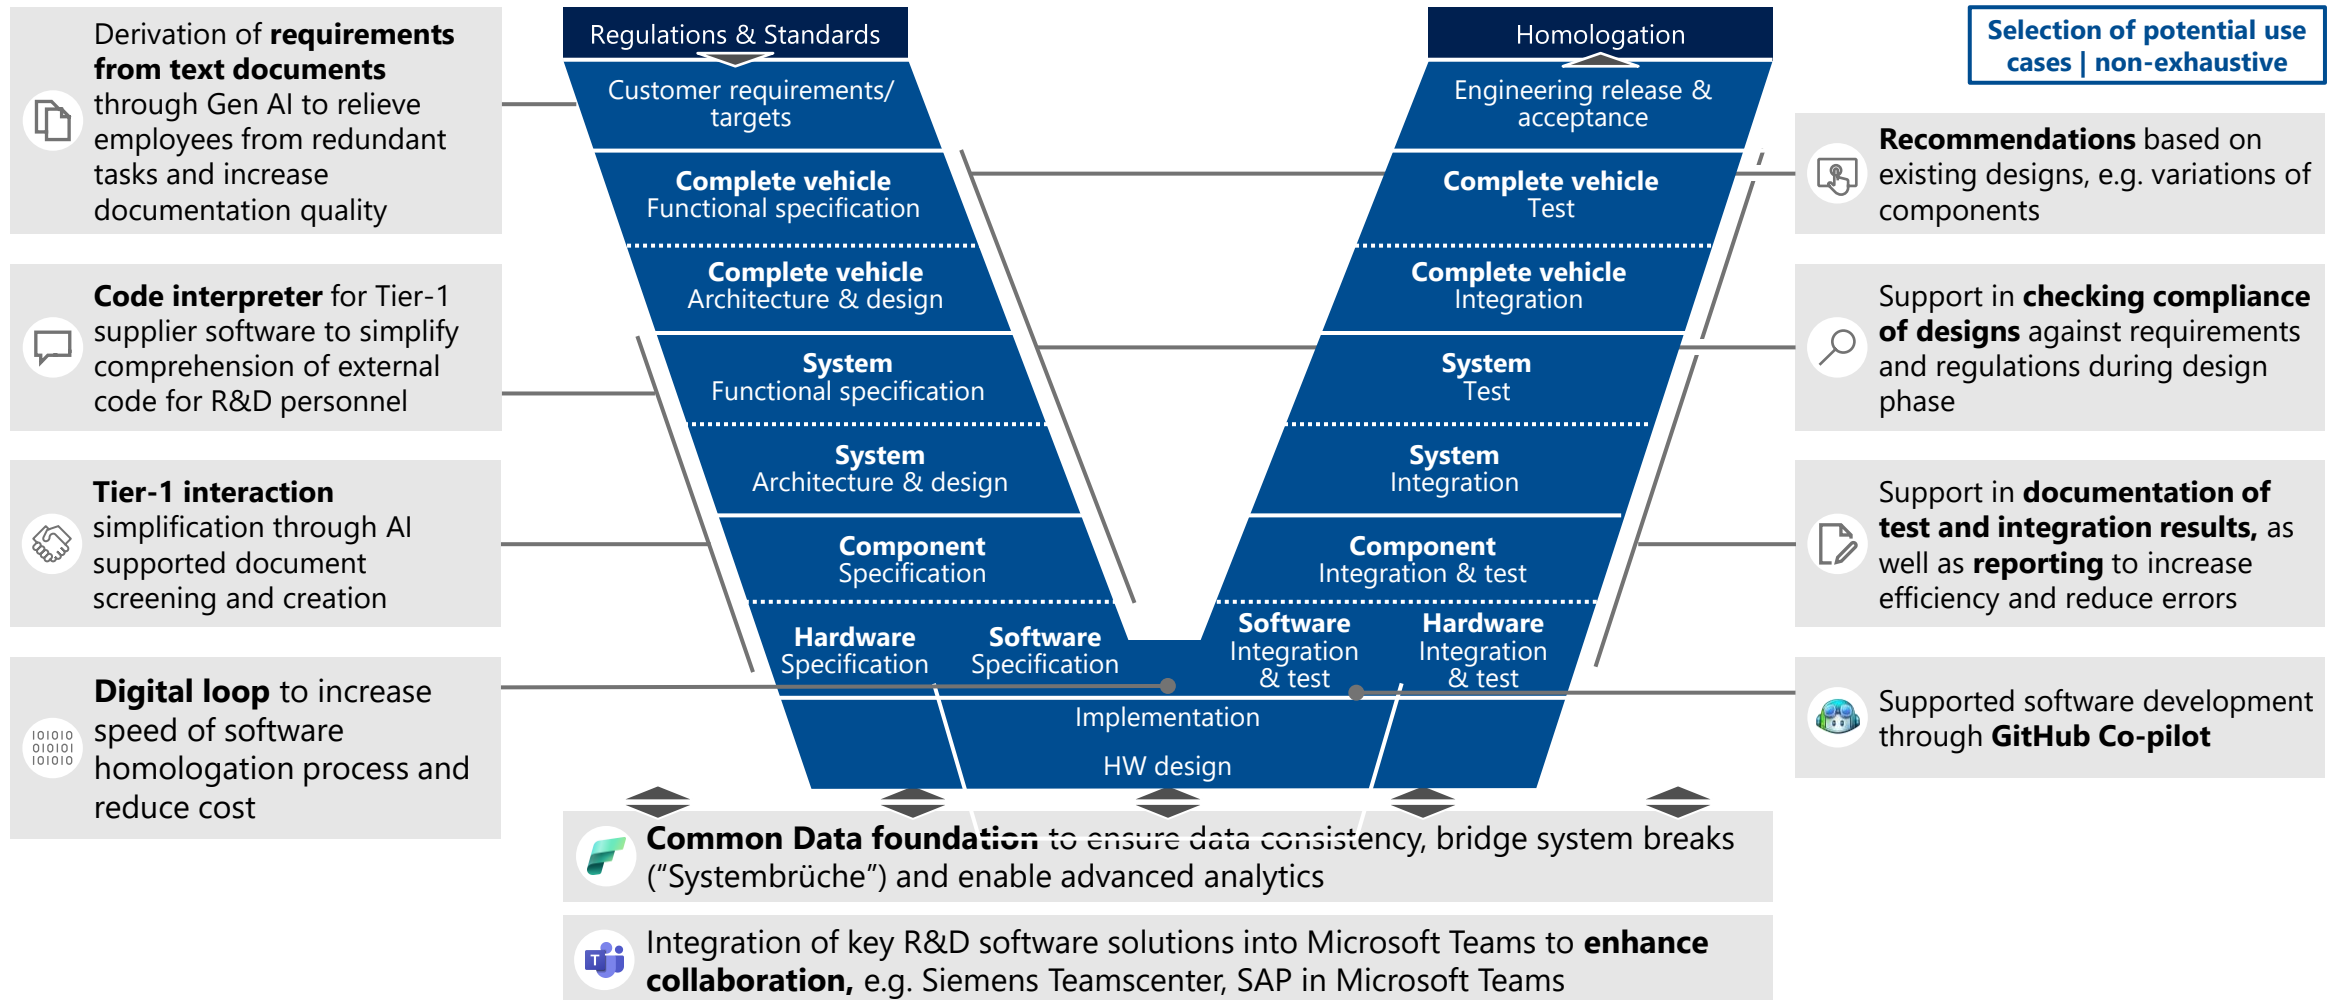 Derivation of requirements
from text documents
through Gen AI to relieve
employees from redundant
tasks and increase
documentation quality
Code interpreter for Tier-1
supplier software to simplify
comprehension of external
code for R&D personnel
Tier-1 interaction
simplification through AI
supported document
screening and creation
101010
010101
101010
Digital loop to increase
speed of software
homologation process and
reduce cost
Regulations & Standards
Customer requirements/
targets
Complete vehicle
Functional specification
Complete vehicle
Architecture & design
System
Functional specification
System
Architecture & design
Component
Specification
Hardware
Specification
Software
Specification
Homologation
Engineering release &
acceptance
Complete vehicle
Test
Complete vehicle
Integration
System
Test
System
Integration
Component
Integration & test
Software
Integration
& test
Hardware
Integration
& test
Implementation
HW design
Selection of potential use
cases | non-exhaustive
Recommendations based on
existing designs, e.g. variations of
components
Support in checking compliance
of designs against requirements
and regulations during design
phase
Support in documentation of
test and integration results, as
well as reporting to increase
efficiency and reduce errors
Supported software development
through GitHub Co-pilot
Common Data foundation to ensure data consistency, bridge system breaks
(“Systembrüche”) and enable advanced analytics
T
Integration of key R&D software solutions into Microsoft Teams to enhance
collaboration, e.g. Siemens Teamscenter, SAP in Microsoft Teams